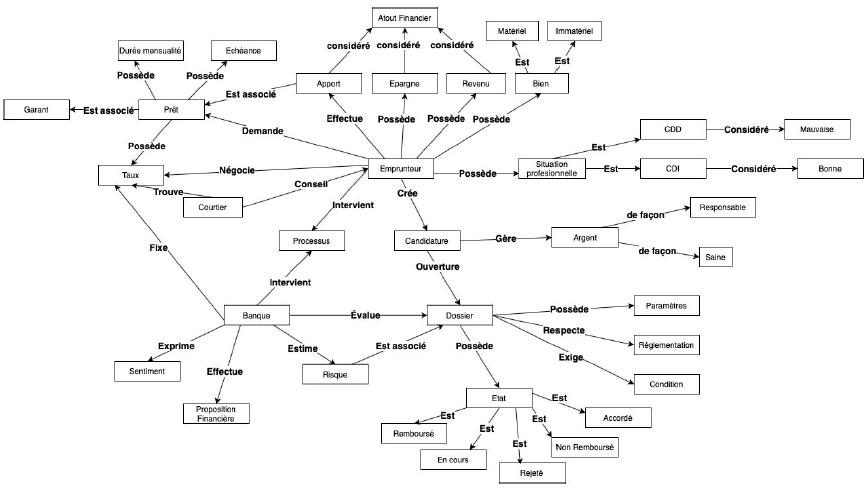 Atout Financier
Matériel
Immatériel
Durée mensualité
Echéance
considéré
considéré
considéré
Est
Est
Possède
Possède
Apport
Epargne
Revenu
Bien
Est associé
Garant
Est associé
Prêt
Effectue
Possède
Possède
Possède
Demande
CDD
Considéré
Mauvaise
Possède
Est
Taux
Négocie
Emprunteur
Possède
Situation
profesionnelle
Est
CDI
Considéré
Bonne
Trouve
Conseil
Crée
Courtier
Intervient
de façon
Responsable
Processus
Candidature
Gère
Argent
Fixe
de façon
Saine
Ouverture
Intervient
Banque
Évalue
Dossier
Possède
Paramètres
Respecte
Exprime
Estime
Est associé
Possède
Réglementation
Exige
Sentiment
Effectue
Risque
Condition
Etat
Est
Proposition
Financière
Est
Est
Accordé
Remboursé
Est
Est
Non Remboursé
En cours
Rejeté